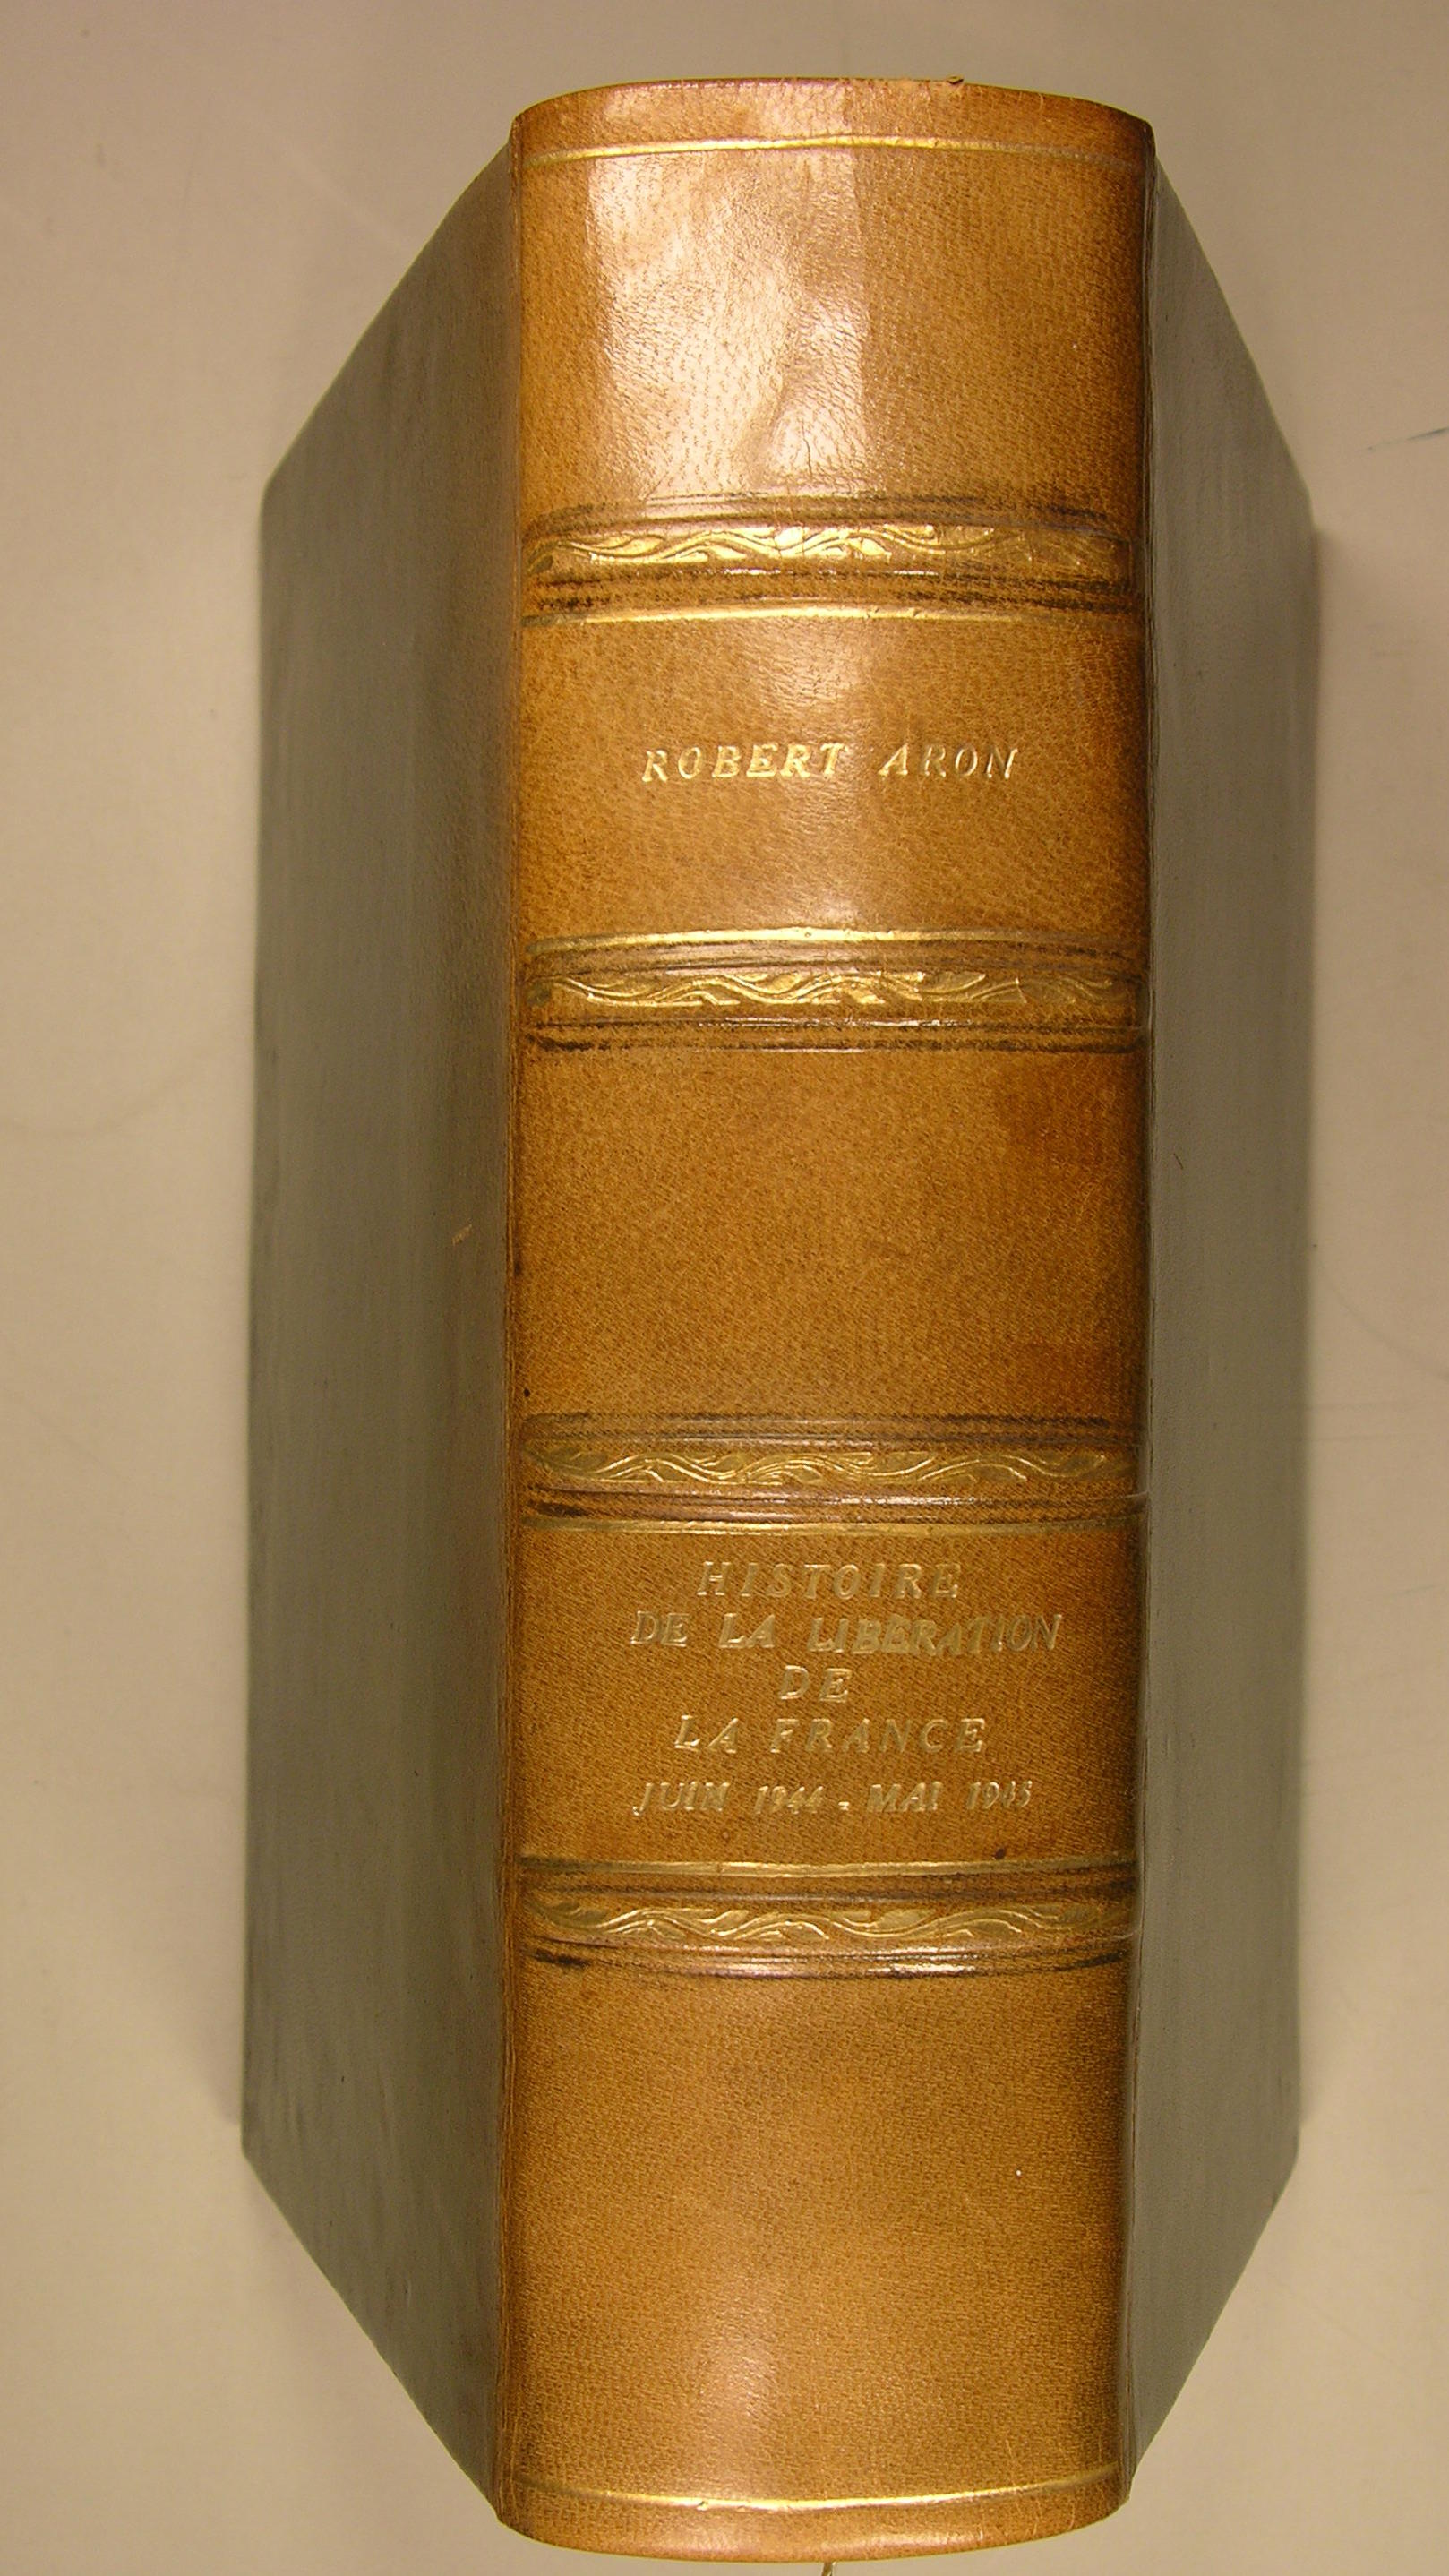 ROBERT ARON
HISTOIRE
DE LA LIBÉRATION
DE
LA FRANCE
JUIN 1944 - MAI 1945